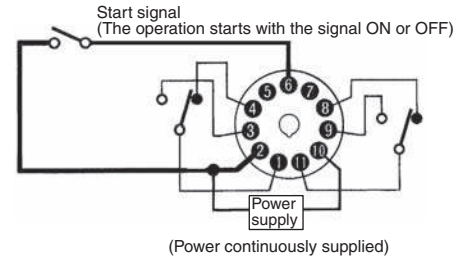 Start signal
(The operation starts with the signal ON or OFF)
5 6 7
4 8
3 9
2 10
1 11
Power
supply
(Power continuously supplied)